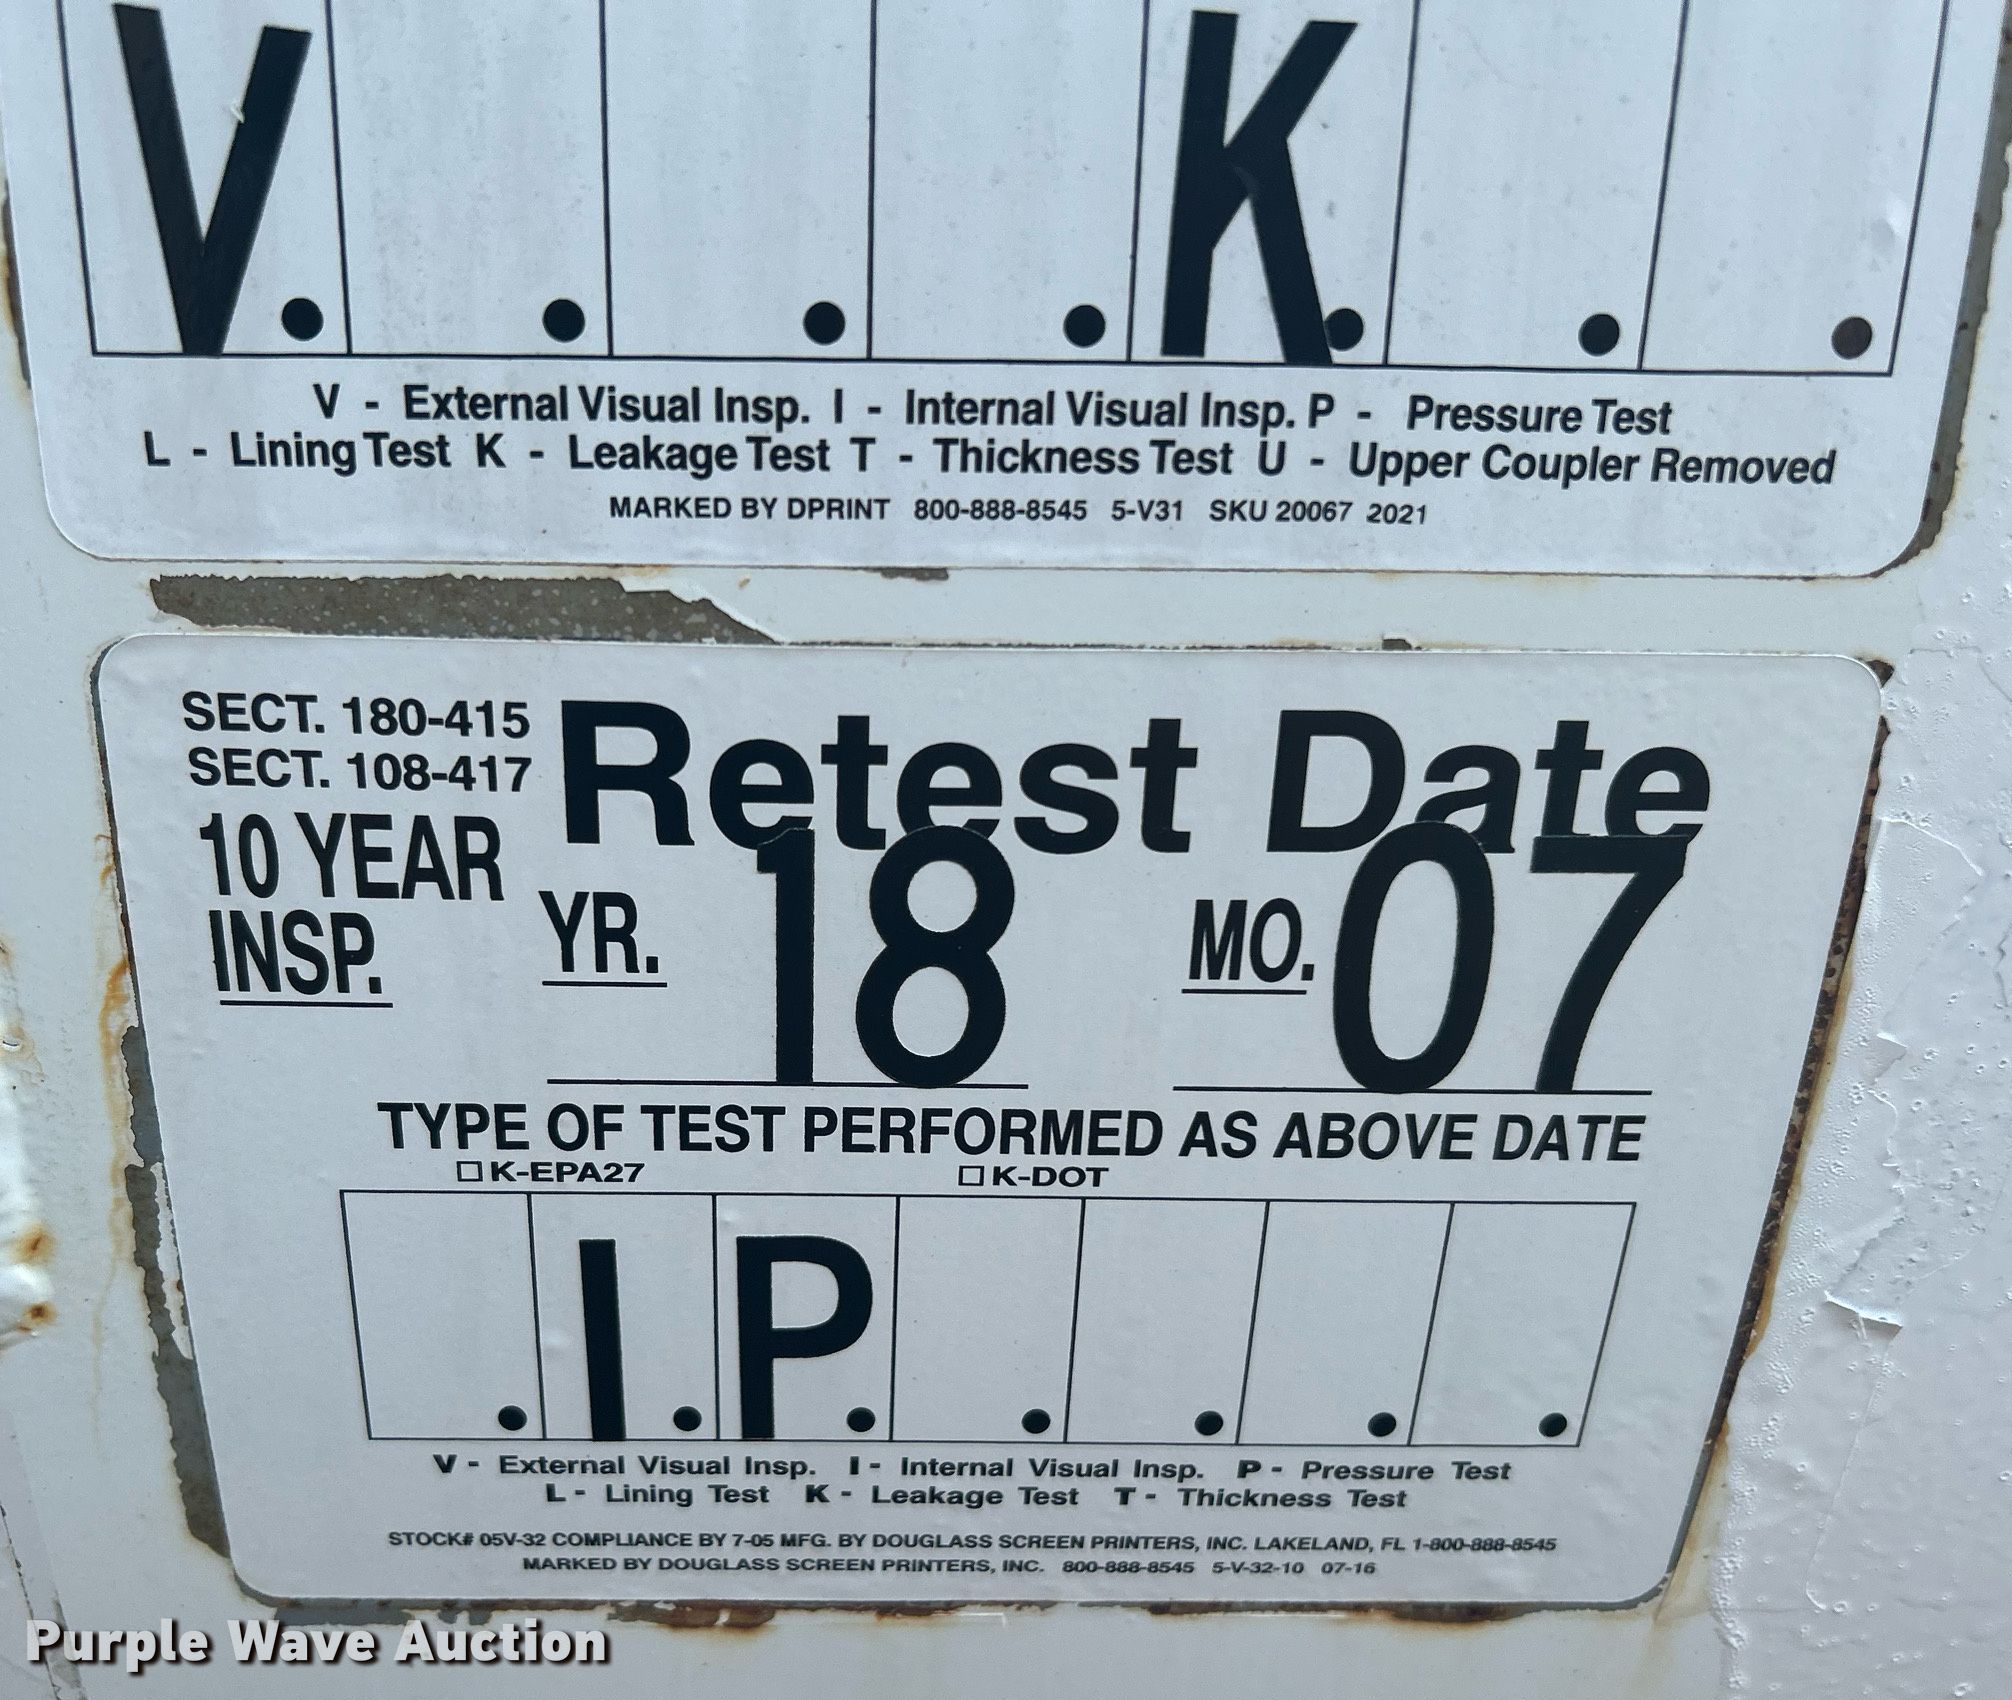 V. . . . K. . .
V - External Visual Insp. I - Internal Visual Insp. P - Pressure Test
L - Lining Test K - Leakage Test T - Thickness Test U - Upper Coupler Removed
MARKED BY DPRINT 800-888-8545 5-V31 SKU 20067 2021
SECT. 180-415
SECT. 108-417
Retest Date
10 YEAR
INSP.
YR. 18 MO. 07
TYPE OF TEST PERFORMED AS ABOVE DATE
☐ K-EPA27 ☐ K-DOT
. I. P. . . . .
V - External Visual Insp. I - Internal Visual Insp. P - Pressure Test
L - Lining Test K - Leakage Test T - Thickness Test
STOCK# 05V-32 COMPLIANCE BY 7-05 MFG. BY DOUGLASS SCREEN PRINTERS, INC. LAKELAND, FL 1-800-888-8545
MARKED BY DOUGLASS SCREEN PRINTERS, INC. 800-888-8545 5-V-32-10 07-16
Purple Wave Auction